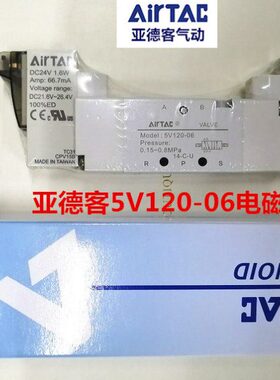 AIRTAC
亚德客气动
AIRTAC
DC24V 1.6W
Amp: 66.7mA
Voltage range:
DC21.6V~26.4V
100%ED
MADE IN TAIWAN
A B
AIRTAC VALVE
Model: 5V120-06
Pressure:
0.15~0.8MPa
14-C-U
R P S
亚德客5V120-06电磁